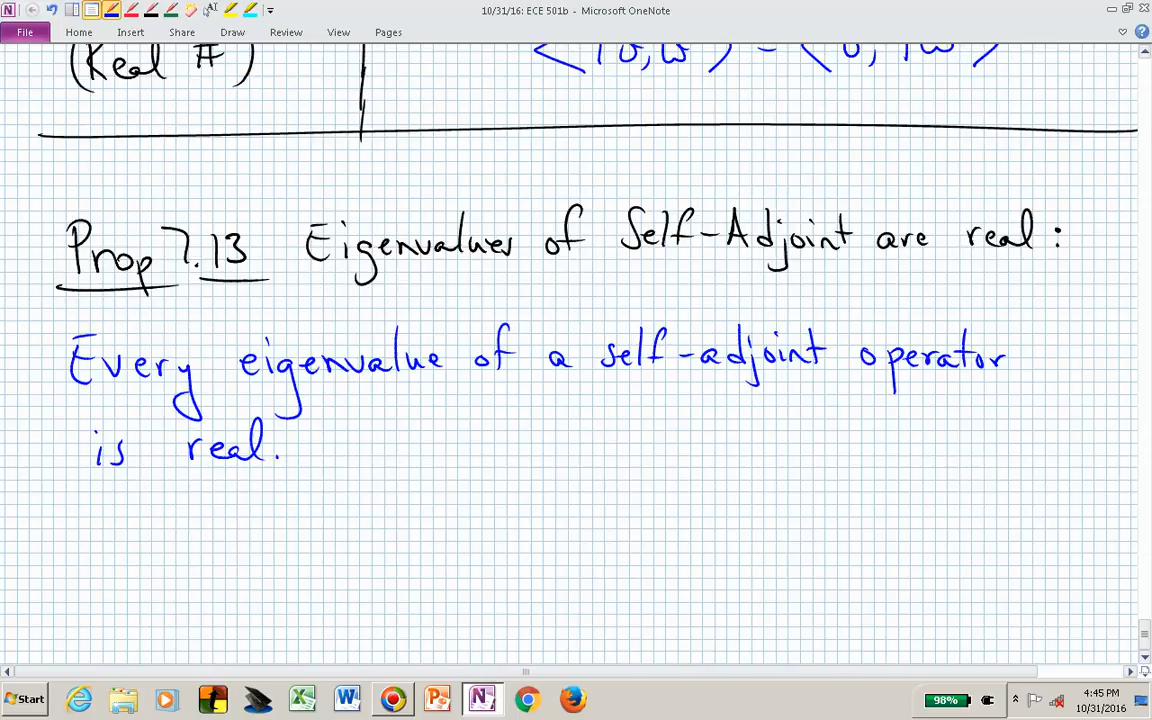 10/31/16: ECE 501b - Microsoft OneNote
File Home Insert Share Draw Review View Pages
(Real #)
Prop 7.13 Eigenvalues of Self-Adjoint are real:
Every eigenvalue of a self-adjoint operator
is real.
Start
98%
4:45 PM
10/31/2016